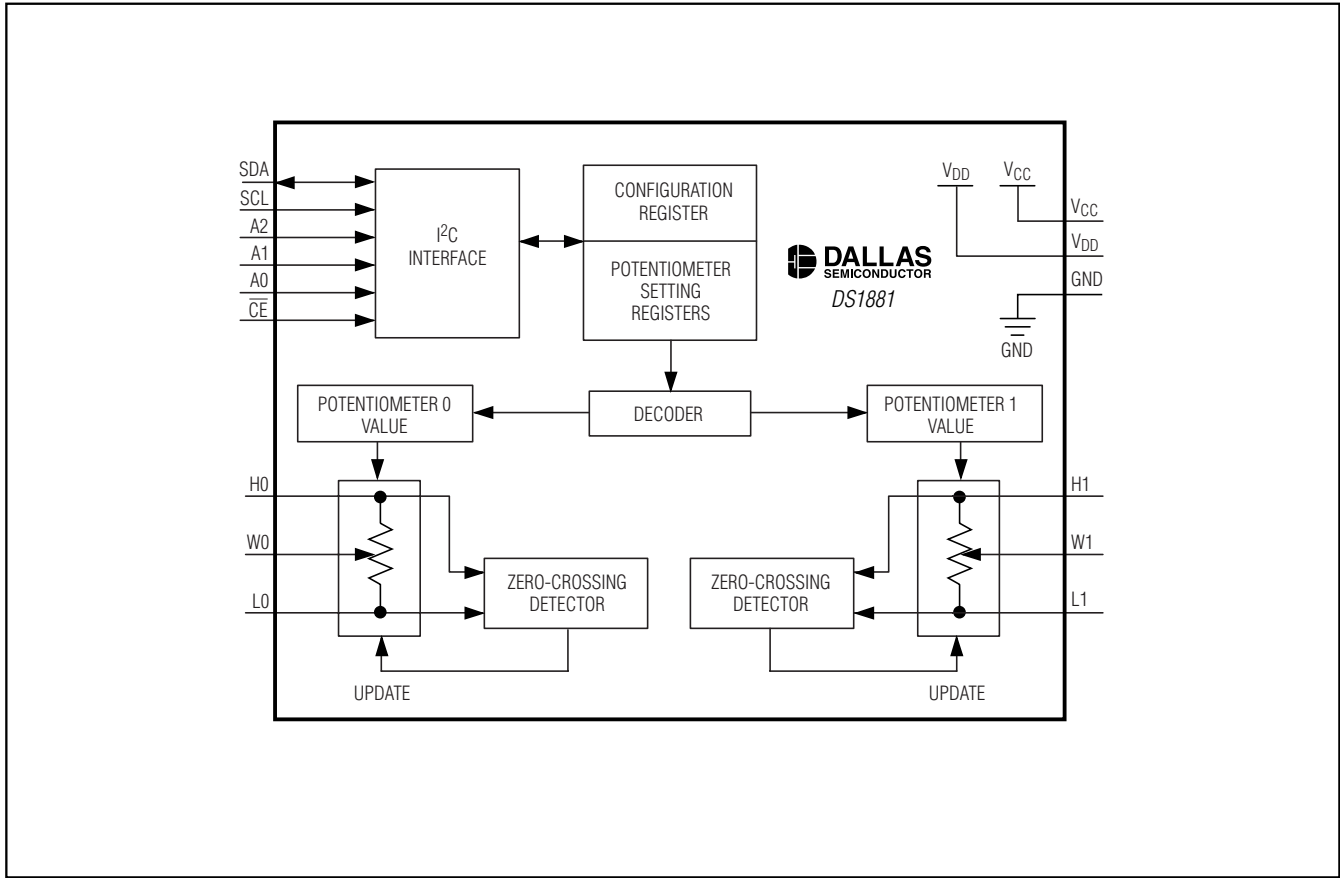 SDA
SCL
A2
A1
A0
CE
I2C
INTERFACE
CONFIGURATION
REGISTER
POTENTIOMETER
SETTING
REGISTERS
DALLAS
SEMICONDUCTOR
DS1881
VDD
VCC
VCC
VDD
GND
GND
POTENTIOMETER 0
VALUE
DECODER
POTENTIOMETER 1
VALUE
H0
W0
L0
ZERO-CROSSING
DETECTOR
UPDATE
ZERO-CROSSING
DETECTOR
UPDATE
H1
W1
L1